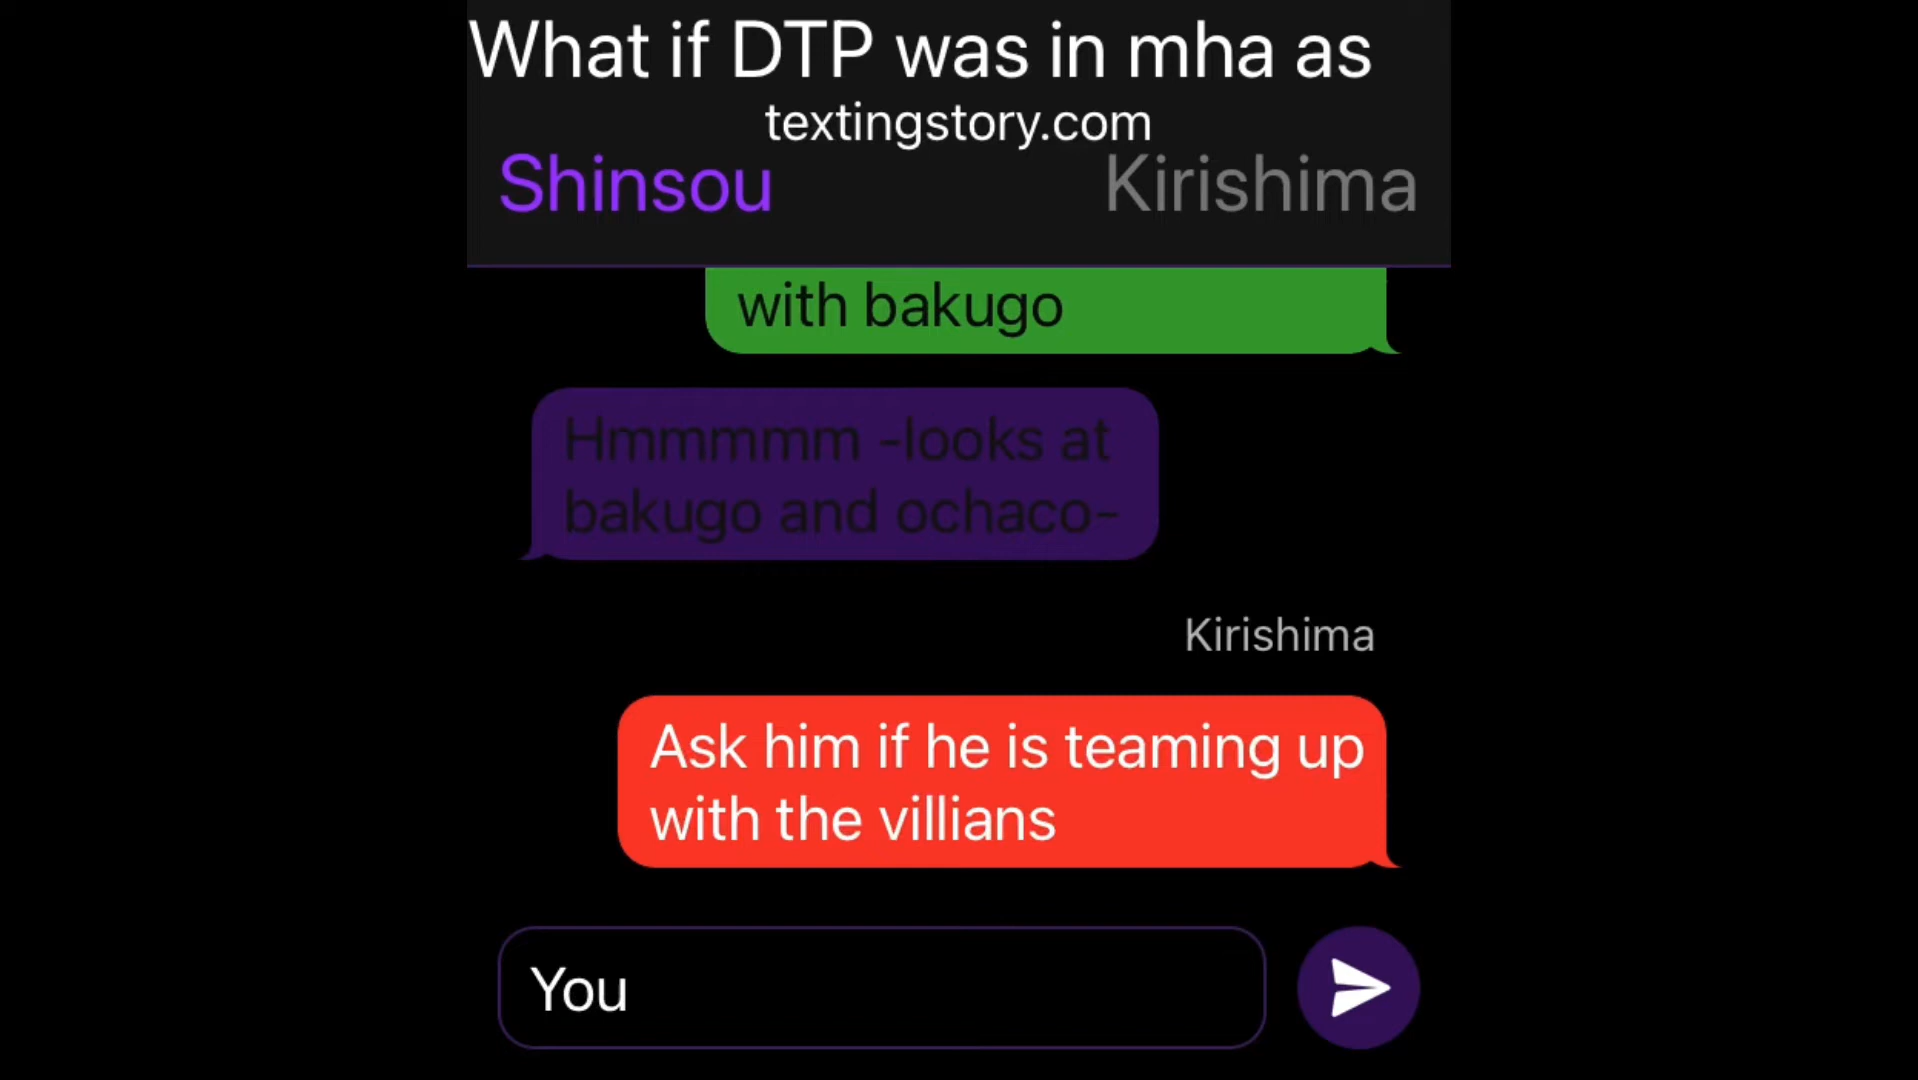 What if DTP was in mha as
textingstory.com
Shinsou
Kirishima
with bakugo
Hmmmmm -looks at
bakugo and ochaco-
Kirishima
Ask him if he is teaming up
with the villians
You